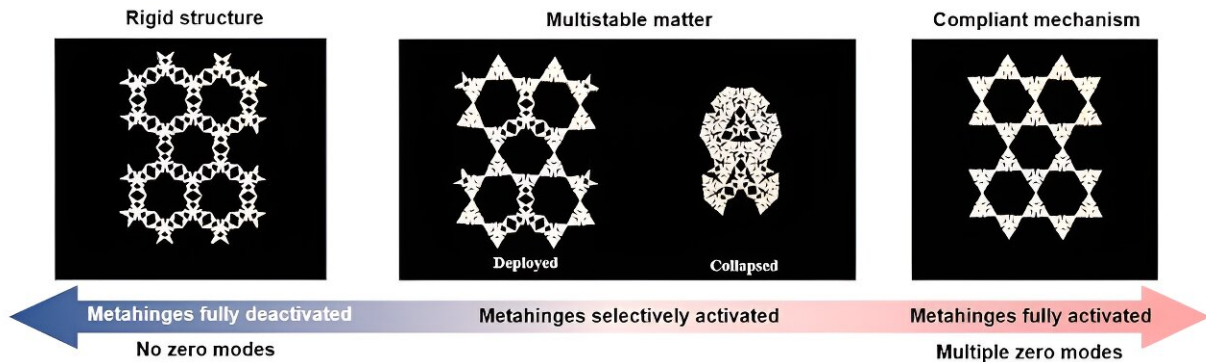 Rigid structure
Multistable matter
Compliant mechanism
Deployed
Collapsed
Metahinges fully deactivated
Metahinges selectively activated
Metahinges fully activated
No zero modes
Multiple zero modes